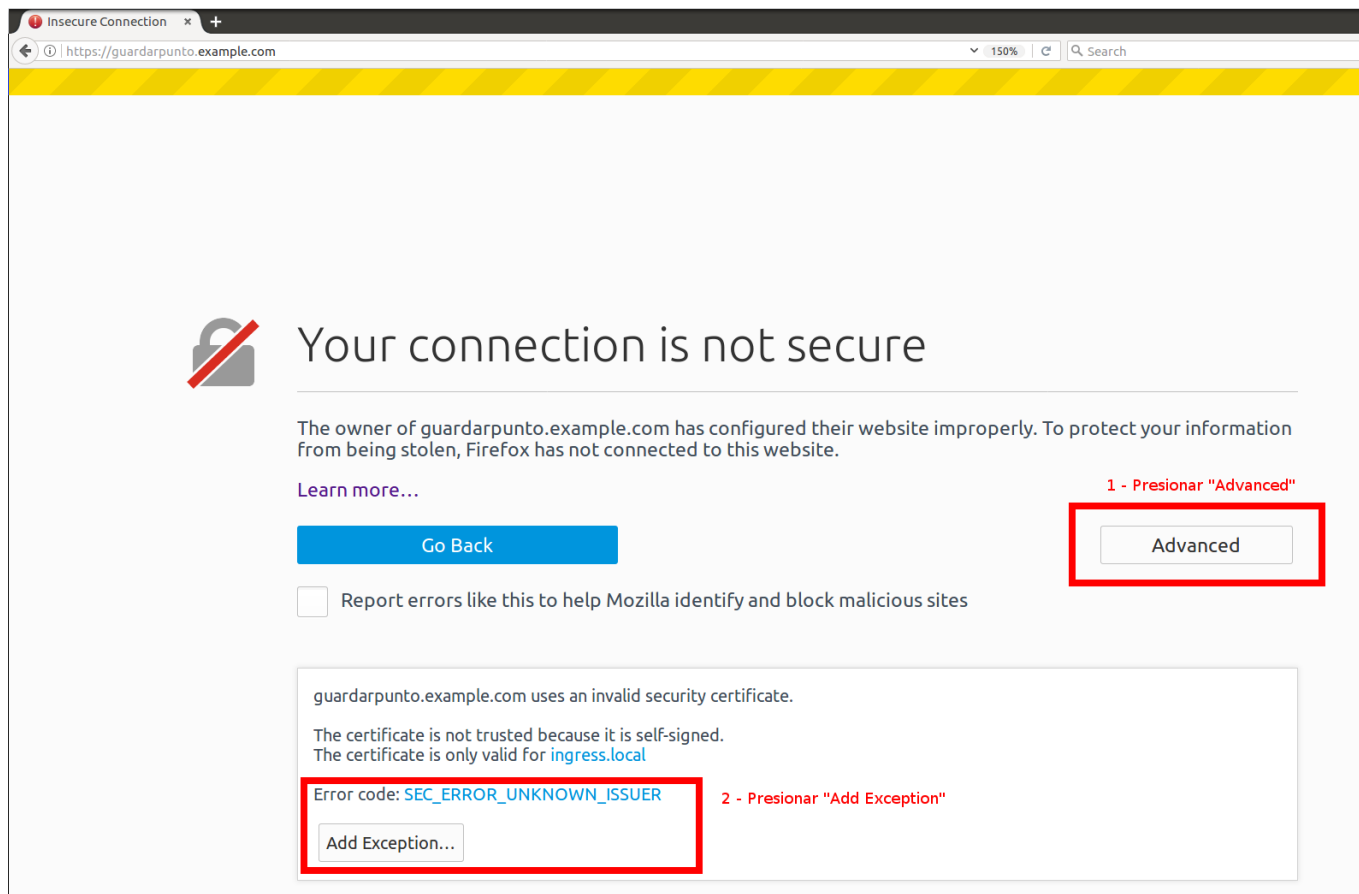 Insecure Connection
https://guardarpunto.example.com
150%
Search
Your connection is not secure
The owner of guardarpunto.example.com has configured their website improperly. To protect your information
from being stolen, Firefox has not connected to this website.
Learn more…
1 - Presionar "Advanced"
Go Back
Advanced
Report errors like this to help Mozilla identify and block malicious sites
guardarpunto.example.com uses an invalid security certificate.
The certificate is not trusted because it is self-signed.
The certificate is only valid for ingress.local
Error code: SEC_ERROR_UNKNOWN_ISSUER
2 - Presionar "Add Exception"
Add Exception…